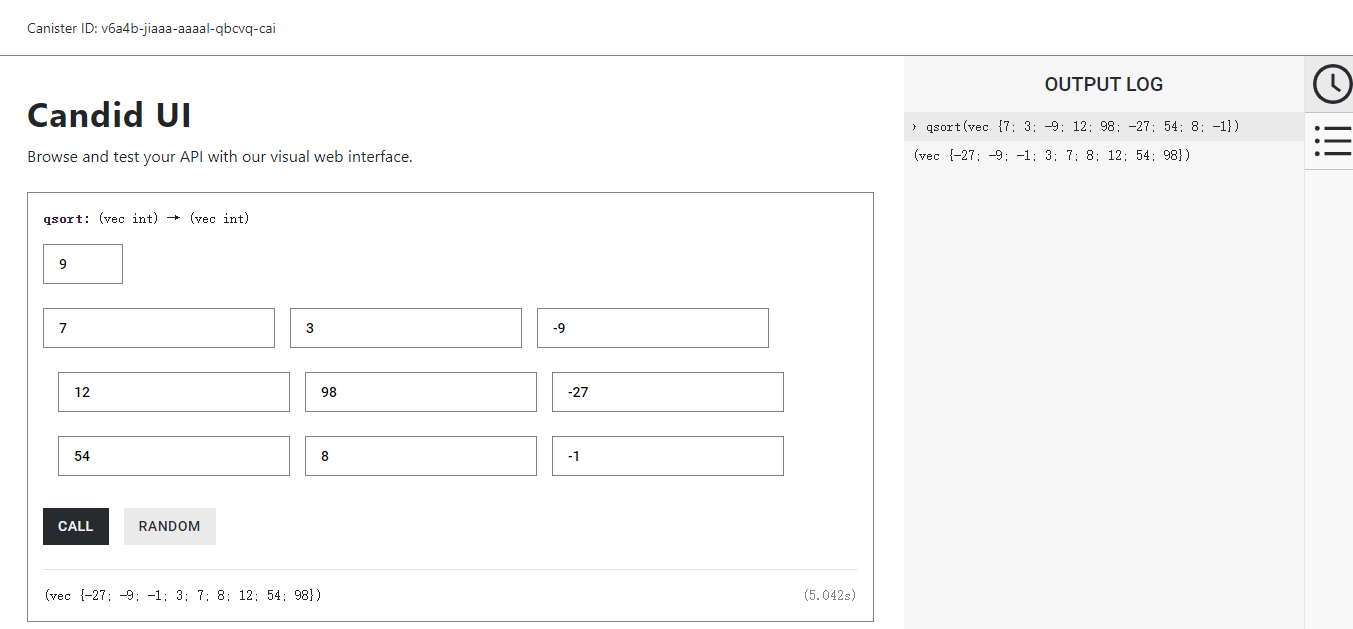 Canister ID: v6a4b-jiaaa-aaaal-qbcvq-cai
Candid UI
Browse and test your API with our visual web interface.
qsort: (vec int) → (vec int)
9
7 3 -9
12 98 -27
54 8 -1
CALL RANDOM
(vec {-27; -9; -1; 3; 7; 8; 12; 54; 98}) (5.042s)
OUTPUT LOG
› qsort(vec {7; 3; -9; 12; 98; -27; 54; 8; -1})
(vec {-27; -9; -1; 3; 7; 8; 12; 54; 98})